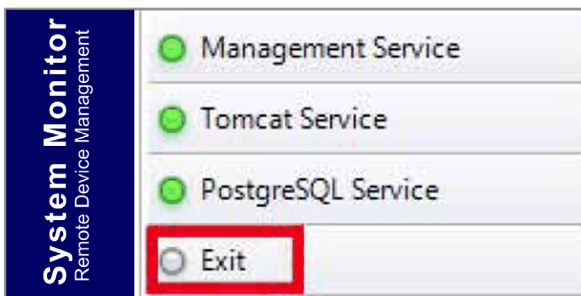 System Monitor
Remote Device Management
Management Service
Tomcat Service
PostgreSQL Service
Exit